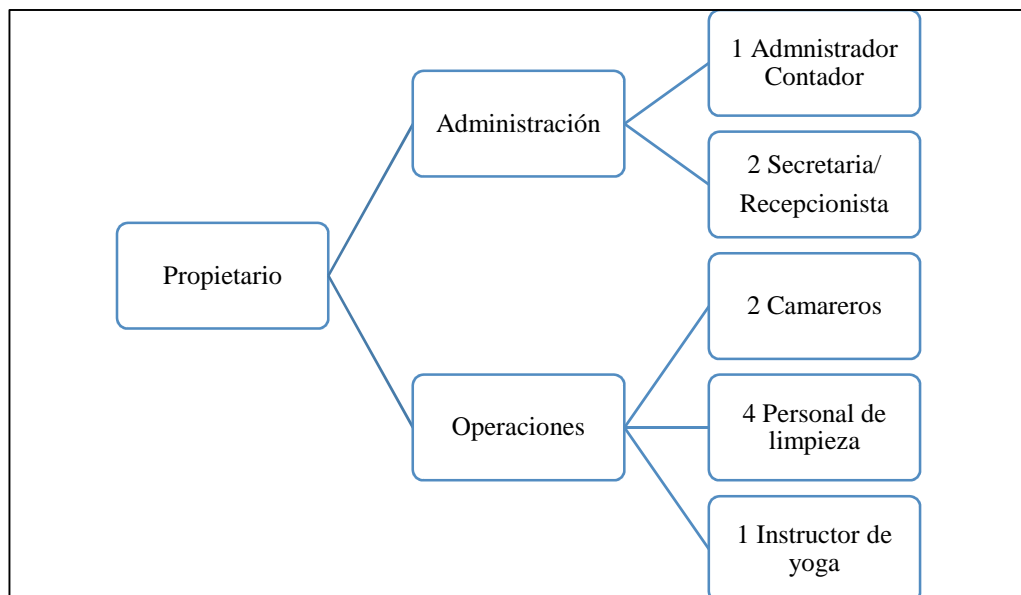 Propietario
Administración
1 Admnistrador
Contador
2 Secretaria/
Recepcionista
Operaciones
2 Camareros
4 Personal de
limpieza
1 Instructor de
yoga